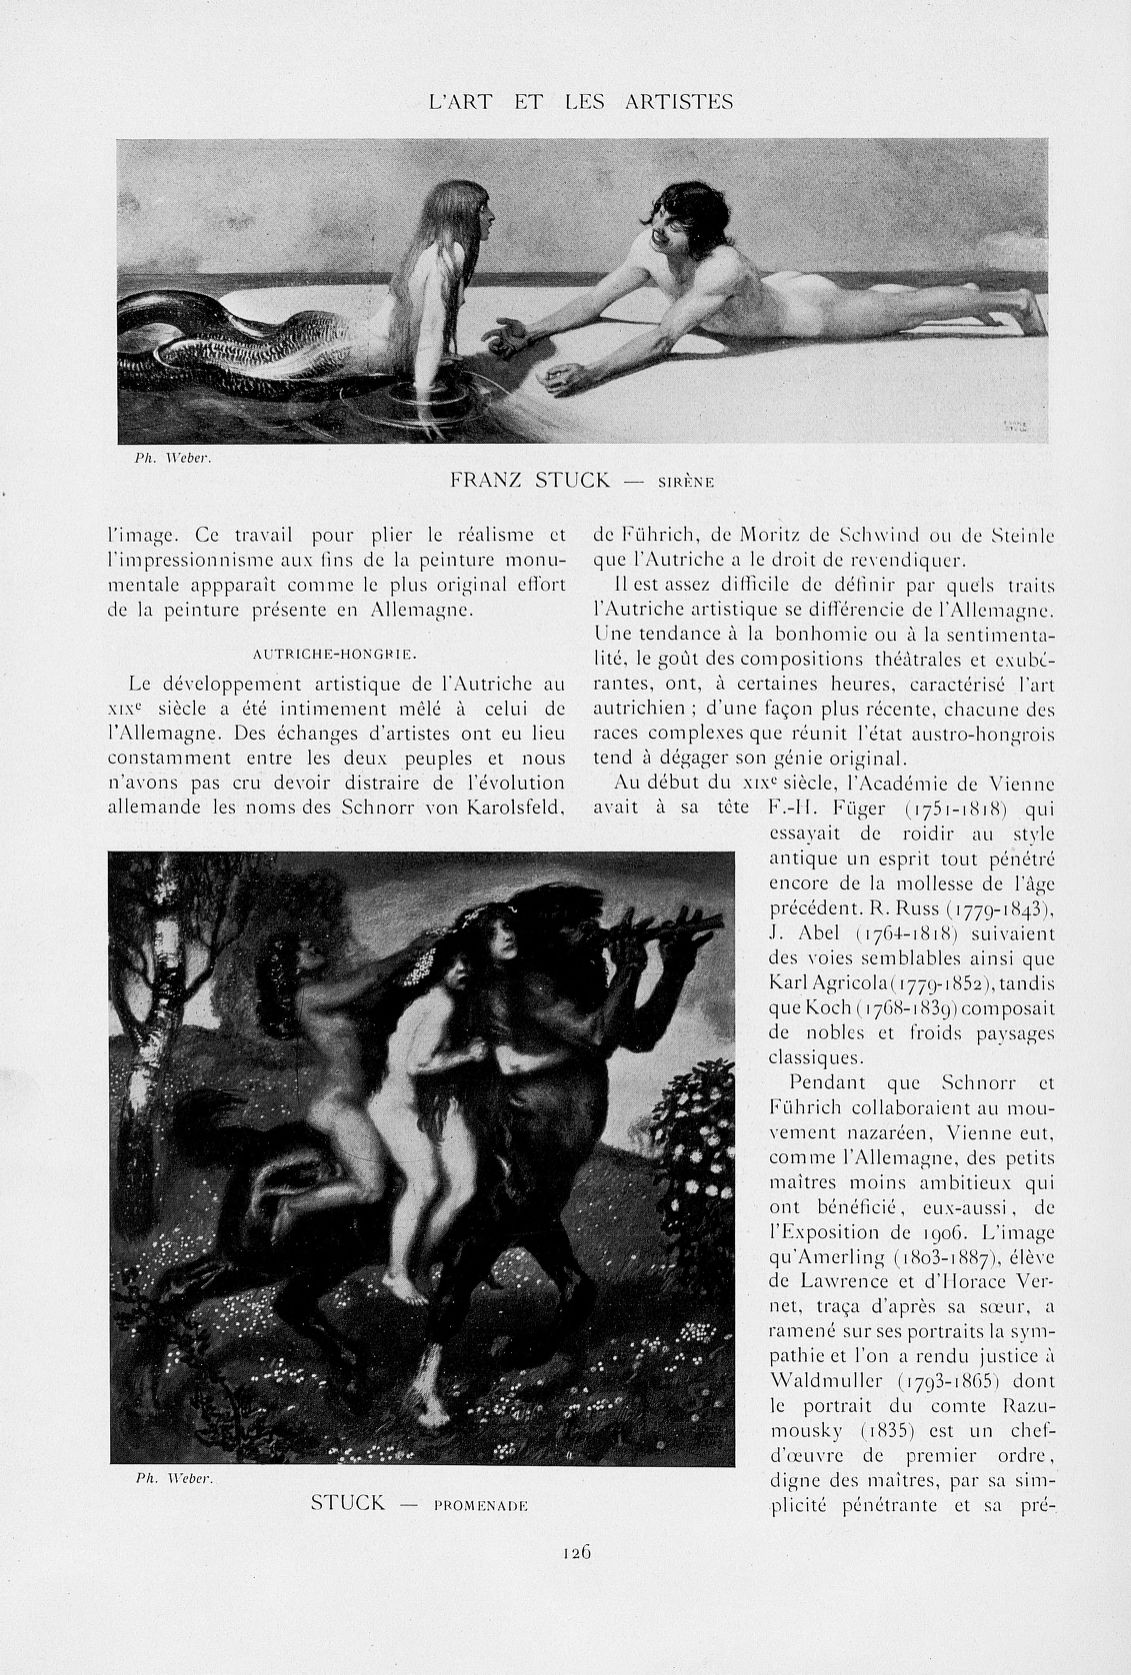 L'ART ET LES ARTISTES
Ph. Weber.
FRANZ STUCK — SIRÈNE
l'image. Ce travail pour plier le réalisme et
l'impressionnisme aux fins de la peinture monu-
mentale appparaît comme le plus original effort
de la peinture présente en Allemagne.
AUTRICHE-HONGRIE.
Le développement artistique de l'Autriche au
XIXe siècle a été intimement mêlé à celui de
l'Allemagne. Des échanges d'artistes ont eu lieu
constamment entre les deux peuples et nous
n'avons pas cru devoir distraire de l'évolution
allemande les noms des Schnorr von Karolsfeld,
de Führich, de Moritz de Schwind ou de Steinle
que l'Autriche a le droit de revendiquer.
Il est assez difficile de définir par quels traits
l'Autriche artistique se différencie de l'Allemagne.
Une tendance à la bonhomie ou à la sentimenta-
lité, le goût des compositions théâtrales et exubé-
rantes, ont, à certaines heures, caractérisé l'art
autrichien ; d'une façon plus récente, chacune des
races complexes que réunit l'état austro-hongrois
tend à dégager son génie original.
Au début du XIXe siècle, l'Académie de Vienne
avait à sa tête F.-H. Füger (1751-1818) qui
essayait de roidir au style
antique un esprit tout pénétré
encore de la mollesse de l'âge
précédent. R. Russ (1779-1843),
J. Abel (1764-1818) suivaient
des voies semblables ainsi que
Karl Agricola (1779-1852), tandis
que Koch (1768-1839) composait
de nobles et froids paysages
classiques.
Pendant que Schnorr et
Führich collaboraient au mou-
vement nazaréen, Vienne eut,
comme l'Allemagne, des petits
maîtres moins ambitieux qui
ont bénéficié, eux-aussi, de
l'Exposition de 1906. L'image
qu'Amerling (1803-1887), élève
de Lawrence et d'Horace Ver-
net, traça d'après sa sœur, a
ramené sur ses portraits la sym-
pathie et l'on a rendu justice à
Waldmuller (1793-1865) dont
le portrait du comte Razu-
mousky (1835) est un chef-
d'œuvre de premier ordre,
digne des maîtres, par sa sim-
plicité pénétrante et sa pré-
Ph. Weber.
STUCK — PROMENADE
126